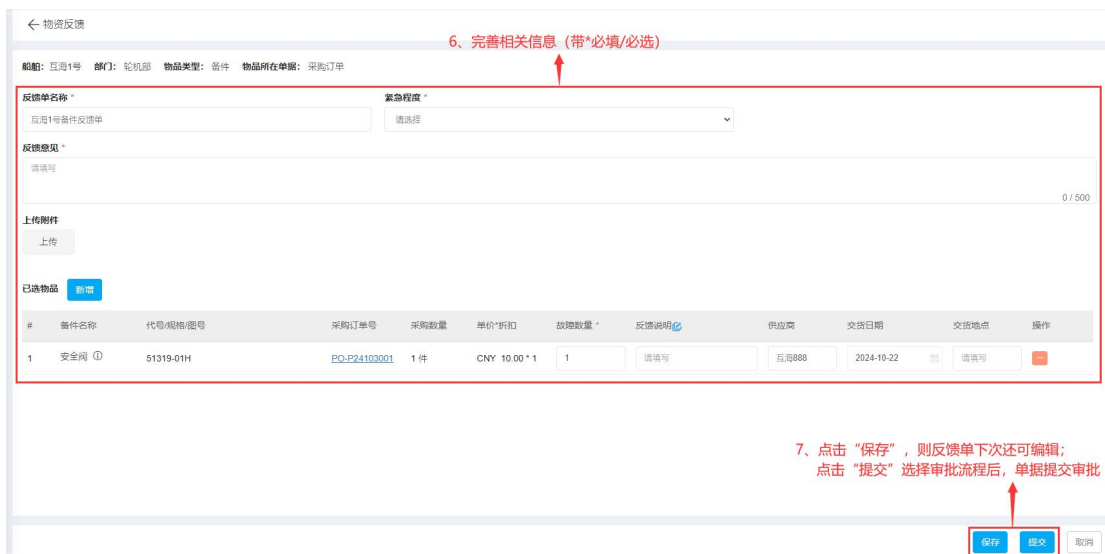 ← 物资反馈
6、完善相关信息（带*必填/必选）
船舶： 互海1号 部门： 轮机部 物品类型： 备件 物品所在单据： 采购订单
反馈单名称 * 紧急程度 *
互海1号备件反馈单 请选择
反馈意见 *
请填写
0 / 500
上传附件
上传
已选物品 新增
# 备件名称 代号/规格/图号 采购订单号 采购数量 单价*折扣 故障数量 * 反馈说明 供应商 交货日期 交货地点 操作
1 安全阀 51319-01H PO-P24103001 1 件 CNY 10.00 * 1 1 请填写 互海888 2024-10-22 请填写
7、点击“保存”，则反馈单下次还可编辑；
点击“提交”选择审批流程后，单据提交审批
保存 提交 取消